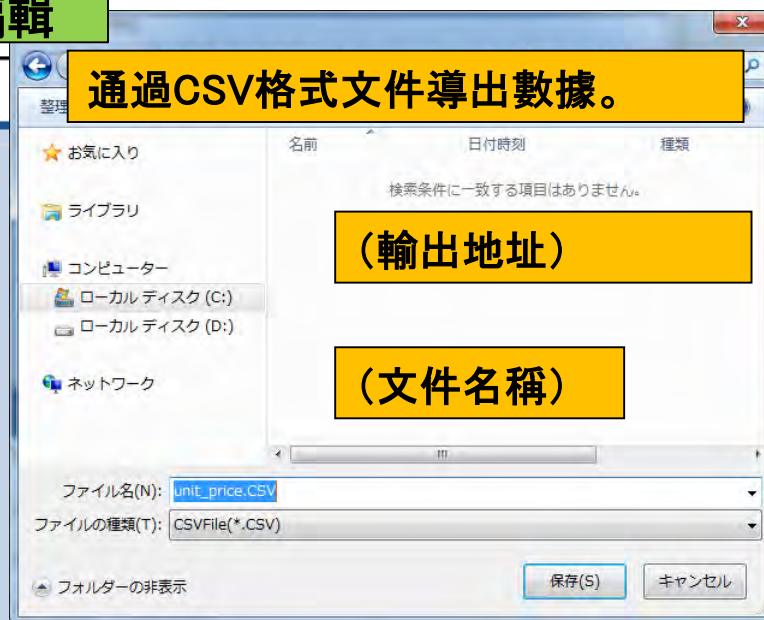 編輯
通過CSV格式文件導出數據。
整理
お気に入り
名前
日付時刻
種類
検索条件に一致する項目はありません。
ライブラリ
（輸出地址）
コンピューター
ローカル ディスク (C:)
ローカル ディスク (D:)
（文件名稱）
ネットワーク
ファイル名(N): unit_price.CSV
ファイルの種類(T): CSVFile(*.CSV)
フォルダーの非表示
保存(S)
キャンセル